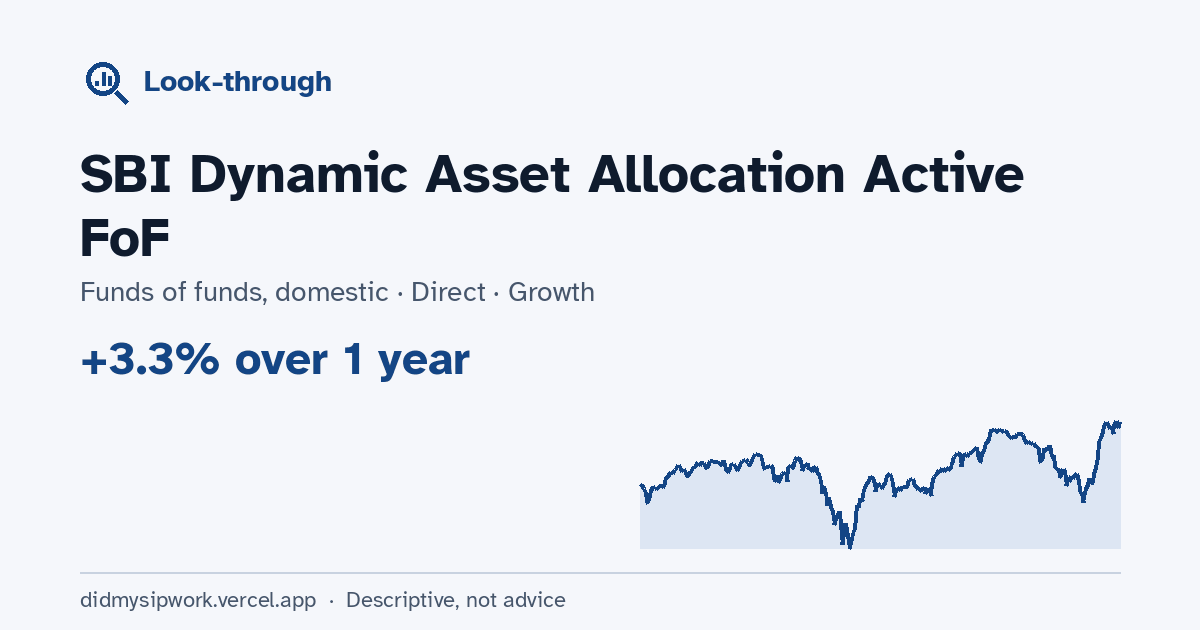 Look-through
SBI Dynamic Asset Allocation Active
FoF
Funds of funds, domestic · Direct · Growth
+3.3% over 1 year
didmysipwork.vercel.app · Descriptive, not advice